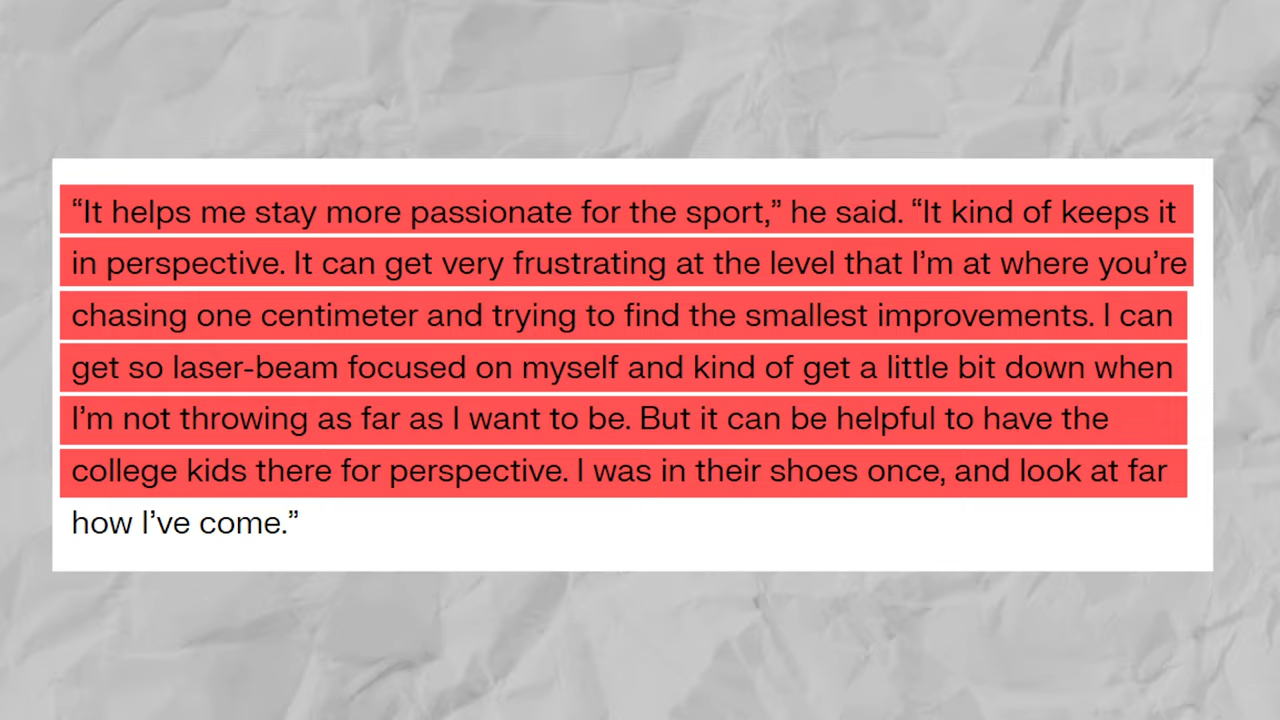 “It helps me stay more passionate for the sport,” he said. “It kind of keeps it
in perspective. It can get very frustrating at the level that I’m at where you’re
chasing one centimeter and trying to find the smallest improvements. I can
get so laser-beam focused on myself and kind of get a little bit down when
I’m not throwing as far as I want to be. But it can be helpful to have the
college kids there for perspective. I was in their shoes once, and look at far
how I’ve come.”